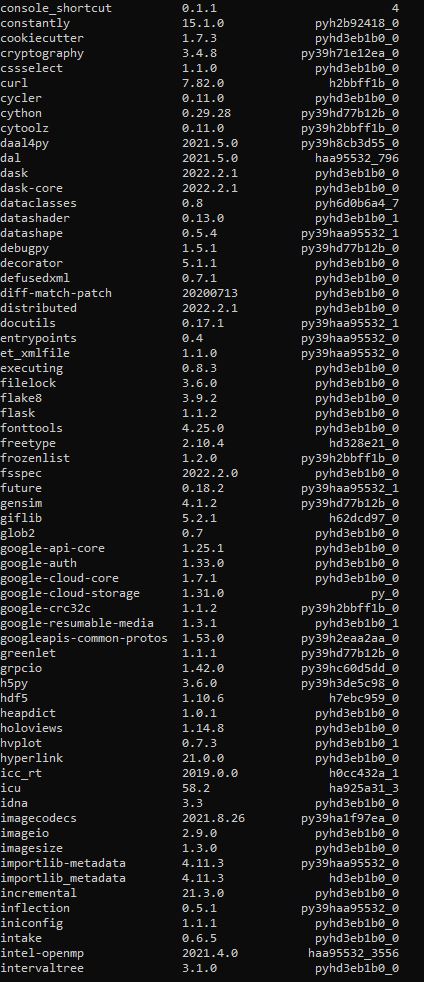 console_shortcut 0.1.1 4
constantly 15.1.0 pyh2b92418_0
cookiecutter 1.7.3 pyhd3eb1b0_0
cryptography 3.4.8 py39h71e12ea_0
cssselect 1.1.0 pyhd3eb1b0_0
curl 7.82.0 h2bbff1b_0
cycler 0.11.0 pyhd3eb1b0_0
cython 0.29.28 py39hd77b12b_0
cytoolz 0.11.0 py39h2bbff1b_0
daal4py 2021.5.0 py39h8cb3d55_0
dal 2021.5.0 haa95532_796
dask 2022.2.1 pyhd3eb1b0_0
dask-core 2022.2.1 pyhd3eb1b0_0
dataclasses 0.8 pyh6d0b6a4_7
datashader 0.13.0 pyhd3eb1b0_1
datashape 0.5.4 py39haa95532_1
debugpy 1.5.1 py39hd77b12b_0
decorator 5.1.1 pyhd3eb1b0_0
defusedxml 0.7.1 pyhd3eb1b0_0
diff-match-patch 20200713 pyhd3eb1b0_0
distributed 2022.2.1 pyhd3eb1b0_0
docutils 0.17.1 py39haa95532_1
entrypoints 0.4 py39haa95532_0
et_xmlfile 1.1.0 py39haa95532_0
executing 0.8.3 pyhd3eb1b0_0
filelock 3.6.0 pyhd3eb1b0_0
flake8 3.9.2 pyhd3eb1b0_0
flask 1.1.2 pyhd3eb1b0_0
fonttools 4.25.0 pyhd3eb1b0_0
freetype 2.10.4 hd328e21_0
frozenlist 1.2.0 py39h2bbff1b_0
fsspec 2022.2.0 pyhd3eb1b0_0
future 0.18.2 py39haa95532_1
gensim 4.1.2 py39hd77b12b_0
giflib 5.2.1 h62dcd97_0
glob2 0.7 pyhd3eb1b0_0
google-api-core 1.25.1 pyhd3eb1b0_0
google-auth 1.33.0 pyhd3eb1b0_0
google-cloud-core 1.7.1 pyhd3eb1b0_0
google-cloud-storage 1.31.0 py_0
google-crc32c 1.1.2 py39h2bbff1b_0
google-resumable-media 1.3.1 pyhd3eb1b0_1
googleapis-common-protos 1.53.0 py39h2eaa2aa_0
greenlet 1.1.1 py39hd77b12b_0
grpcio 1.42.0 py39hc60d5dd_0
h5py 3.6.0 py39h3de5c98_0
hdf5 1.10.6 h7ebc959_0
heapdict 1.0.1 pyhd3eb1b0_0
holoviews 1.14.8 pyhd3eb1b0_0
hvplot 0.7.3 pyhd3eb1b0_1
hyperlink 21.0.0 pyhd3eb1b0_0
icc_rt 2019.0.0 h0cc432a_1
icu 58.2 ha925a31_3
idna 3.3 pyhd3eb1b0_0
imagecodecs 2021.8.26 py39ha1f97ea_0
imageio 2.9.0 pyhd3eb1b0_0
imagesize 1.3.0 pyhd3eb1b0_0
importlib-metadata 4.11.3 py39haa95532_0
importlib_metadata 4.11.3 hd3eb1b0_0
incremental 21.3.0 pyhd3eb1b0_0
inflection 0.5.1 py39haa95532_0
iniconfig 1.1.1 pyhd3eb1b0_0
intake 0.6.5 pyhd3eb1b0_0
intel-openmp 2021.4.0 haa95532_3556
intervaltree 3.1.0 pyhd3eb1b0_0